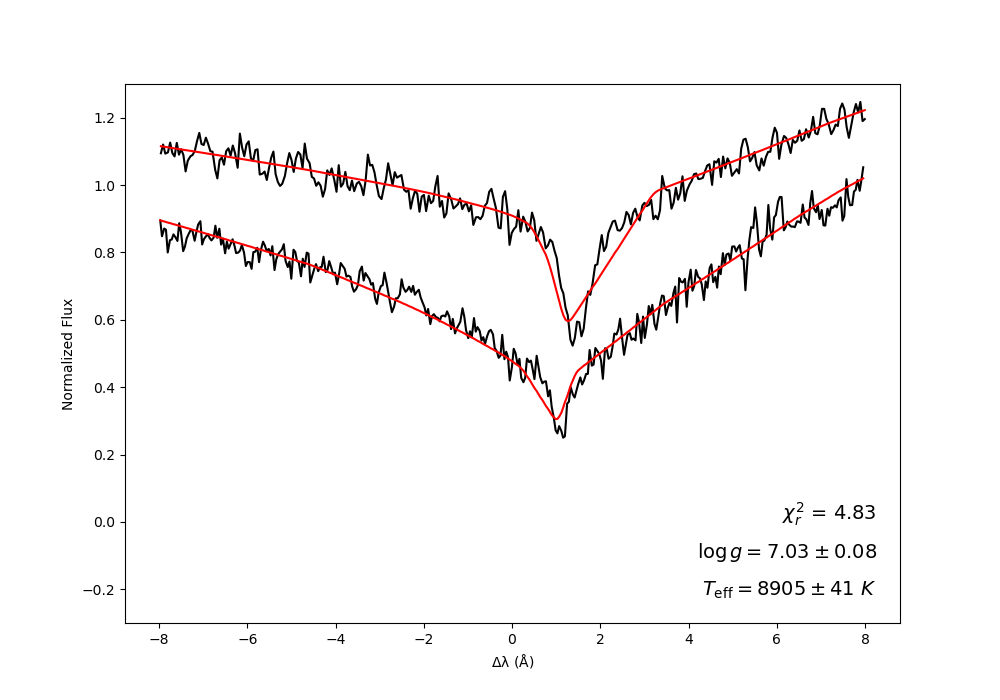 1.2
1.0
0.8
0.6
0.4
0.2
0.0
−0.2
Normalized Flux
χ²ᵣ = 4.83
log g = 7.03 ± 0.08
T_eff = 8905 ± 41 K
−8 −6 −4 −2 0 2 4 6 8
Δλ (Å)